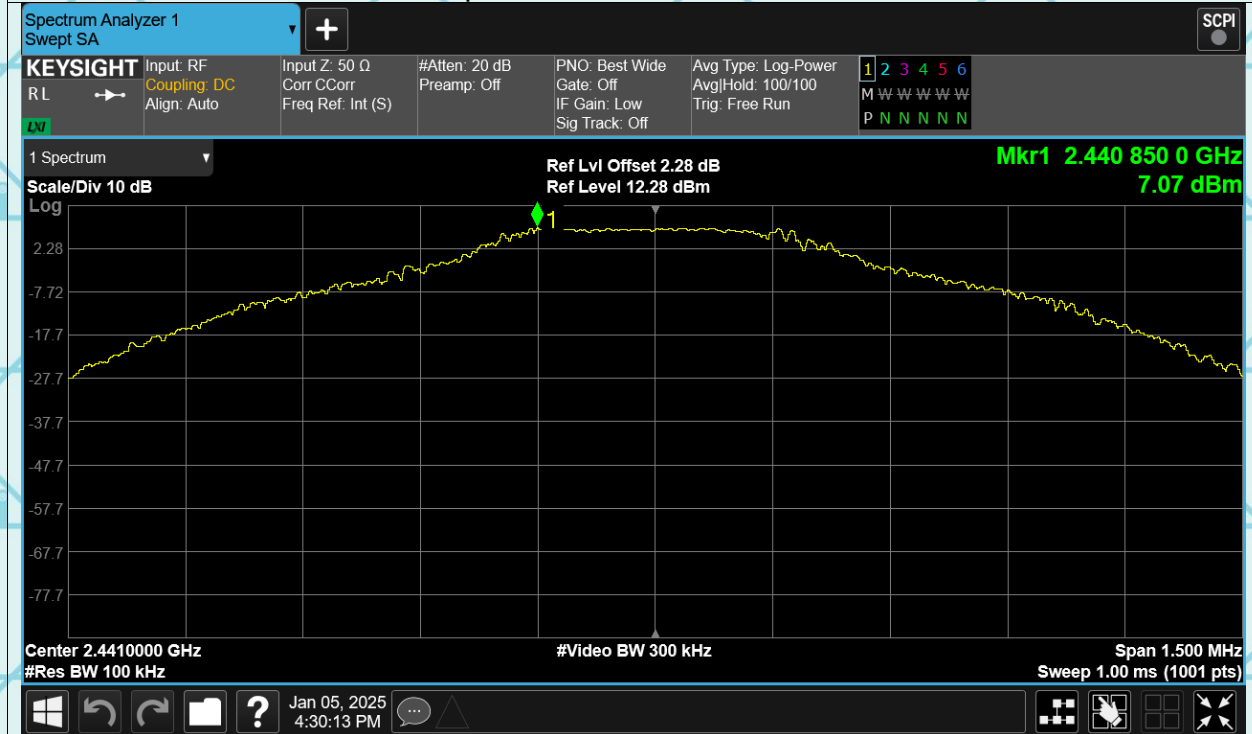 Spectrum Analyzer 1
Swept SA
SCPI
KEYSIGHT
R L
LXI
Input: RF
Coupling: DC
Align: Auto
Input Z: 50 Ω
Corr CCorr
Freq Ref: Int (S)
#Atten: 20 dB
Preamp: Off
PNO: Best Wide
Gate: Off
IF Gain: Low
Sig Track: Off
Avg Type: Log-Power
Avg|Hold: 100/100
Trig: Free Run
1 2 3 4 5 6
M W W W W W
P N N N N N
1 Spectrum
Scale/Div 10 dB
Ref Lvl Offset 2.28 dB
Ref Level 12.28 dBm
Mkr1 2.440 850 0 GHz
7.07 dBm
Log
1
2.28
-7.72
-17.7
-27.7
-37.7
-47.7
-57.7
-67.7
-77.7
Center 2.4410000 GHz
#Video BW 300 kHz
Span 1.500 MHz
#Res BW 100 kHz
Sweep 1.00 ms (1001 pts)
?
Jan 05, 2025
4:30:13 PM